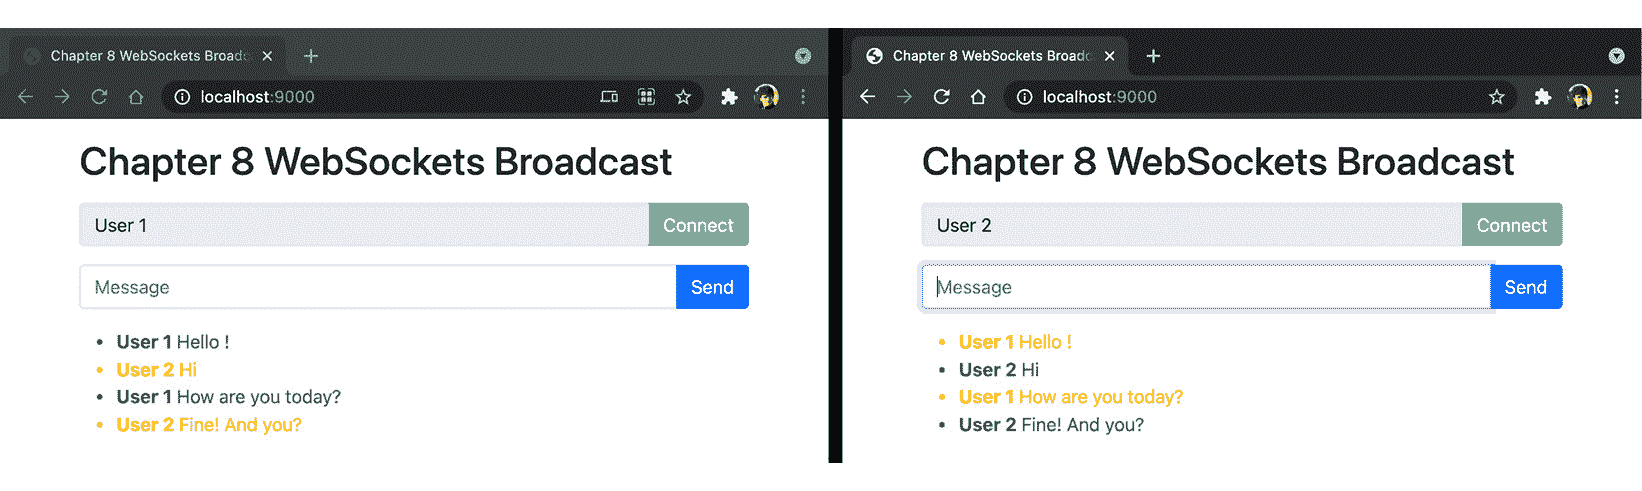 Chapter 8 WebSockets Broadc
localhost:9000
Chapter 8 WebSockets Broadcast
User 1
Connect
Message
Send
• User 1 Hello !
• User 2 Hi
• User 1 How are you today?
• User 2 Fine! And you?
Chapter 8 WebSockets Broadc
localhost:9000
Chapter 8 WebSockets Broadcast
User 2
Connect
Message
Send
• User 1 Hello !
• User 2 Hi
• User 1 How are you today?
• User 2 Fine! And you?